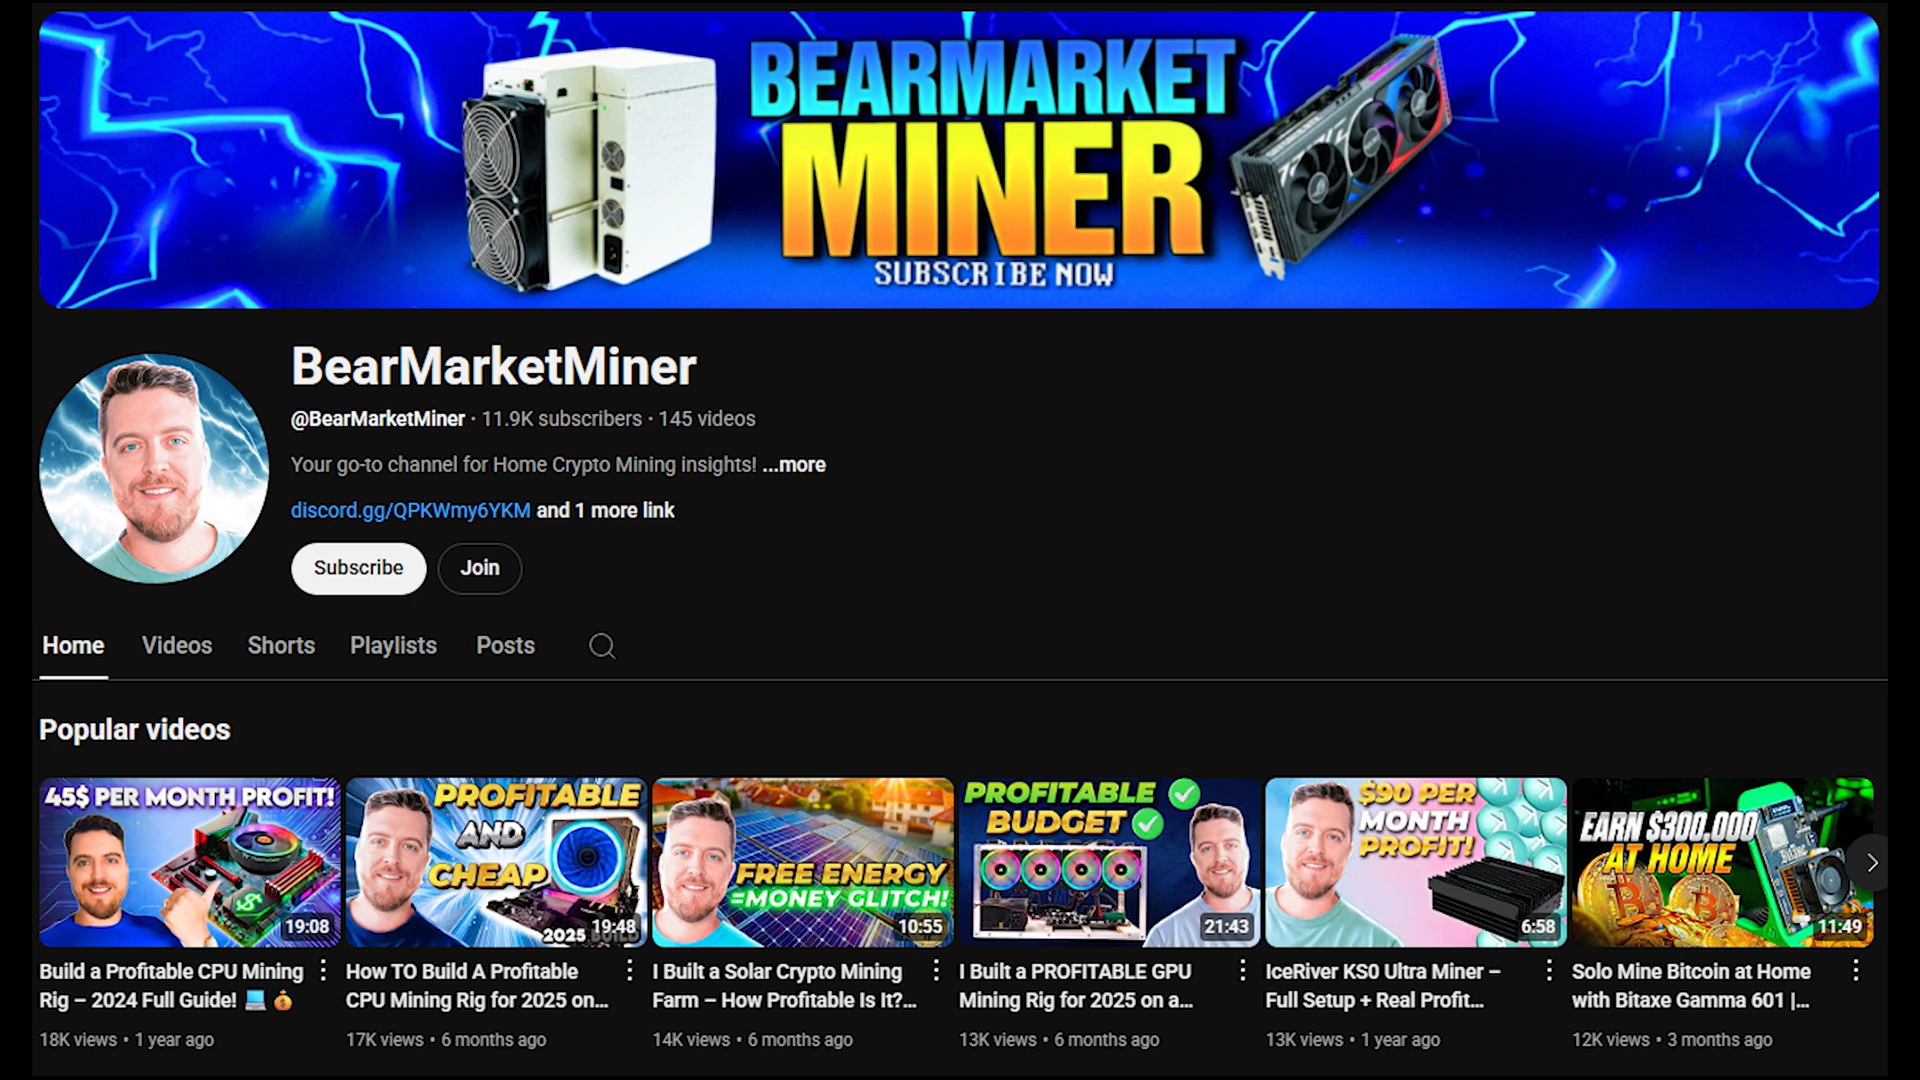 BEARMARKET
MINER
SUBSCRIBE NOW
BearMarketMiner
@BearMarketMiner · 11.9K subscribers · 145 videos
Your go-to channel for Home Crypto Mining insights! ...more
discord.gg/QPKWmy6YKM and 1 more link
Subscribe
Join
Home
Videos
Shorts
Playlists
Posts
Popular videos
45$ PER MONTH PROFIT!
19:08
Build a Profitable CPU Mining
Rig – 2024 Full Guide! 💻 💰
18K views • 1 year ago
PROFITABLE
AND
CHEAP
2025
19:48
How TO Build A Profitable
CPU Mining Rig for 2025 on...
17K views • 6 months ago
FREE ENERGY
=MONEY GLITCH!
10:55
I Built a Solar Crypto Mining
Farm – How Profitable Is It?...
14K views • 6 months ago
PROFITABLE
BUDGET
21:43
I Built a PROFITABLE GPU
Mining Rig for 2025 on a...
13K views • 6 months ago
$90 PER
MONTH
PROFIT!
6:58
IceRiver KS0 Ultra Miner –
Full Setup + Real Profit...
13K views • 1 year ago
EARN $300,000
AT HOME
11:49
Solo Mine Bitcoin at Home
with Bitaxe Gamma 601 |...
12K views • 3 months ago